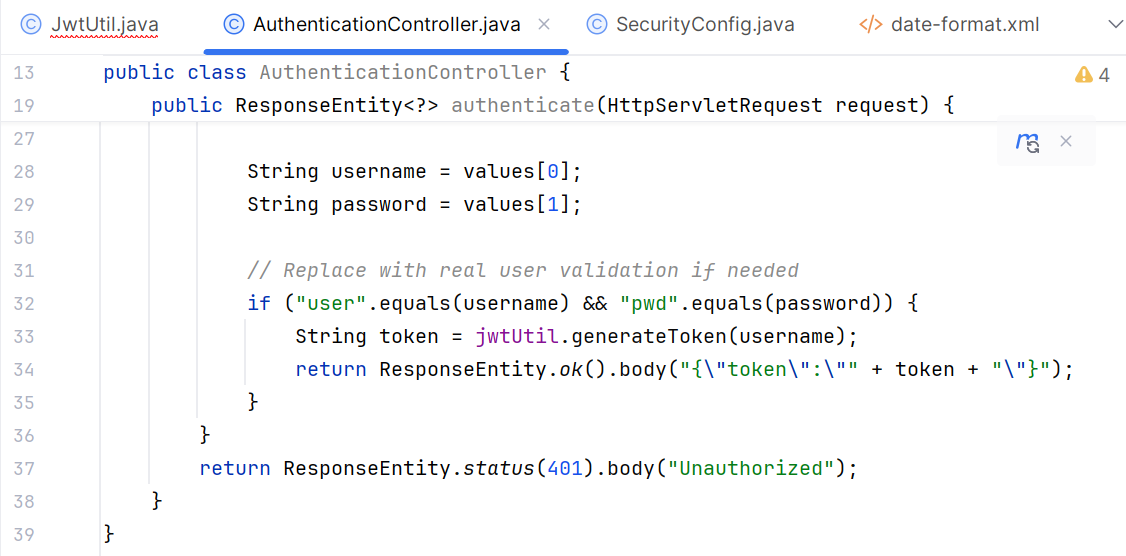 JwtUtil.java AuthenticationController.java SecurityConfig.java </> date-format.xml
13 public class AuthenticationController {
4
19 public ResponseEntity<?> authenticate(HttpServletRequest request) {
27
28 String username = values[0];
29 String password = values[1];
30
31 // Replace with real user validation if needed
32 if ("user".equals(username) && "pwd".equals(password)) {
33 String token = jwtUtil.generateToken(username);
34 return ResponseEntity.ok().body("{\"token\":\"" + token + "\"}");
35 }
36 }
37 return ResponseEntity.status(401).body("Unauthorized");
38 }
39 }